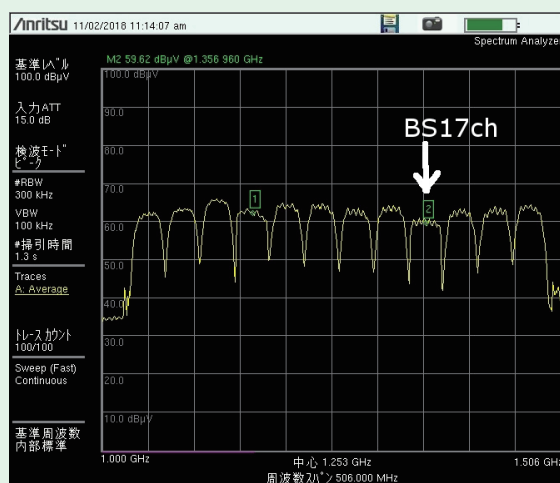 Anritsu 11/02/2018 11:14:07 am
Spectrum Analyzer
M2 59.62 dBµV @1.356 960 GHz
基準レベル
100.0 dBµV
入力 ATT
15.0 dB
検波モード
ピーク
#RBW
300 kHz
VBW
100 kHz
#掃引時間
1.3 s
Traces
A: Average
トレース カウント
100/100
Sweep (Fast)
Continuous
基準周波数
内部標準
100.0 dBµV
90.0
80.0
70.0
60.0
50.0
40.0
30.0
20.0
10.0 dBµV
BS17ch
1
2
1.000 GHz
中心 1.253 GHz
1.506 GHz
周波数スパン 506.000 MHz